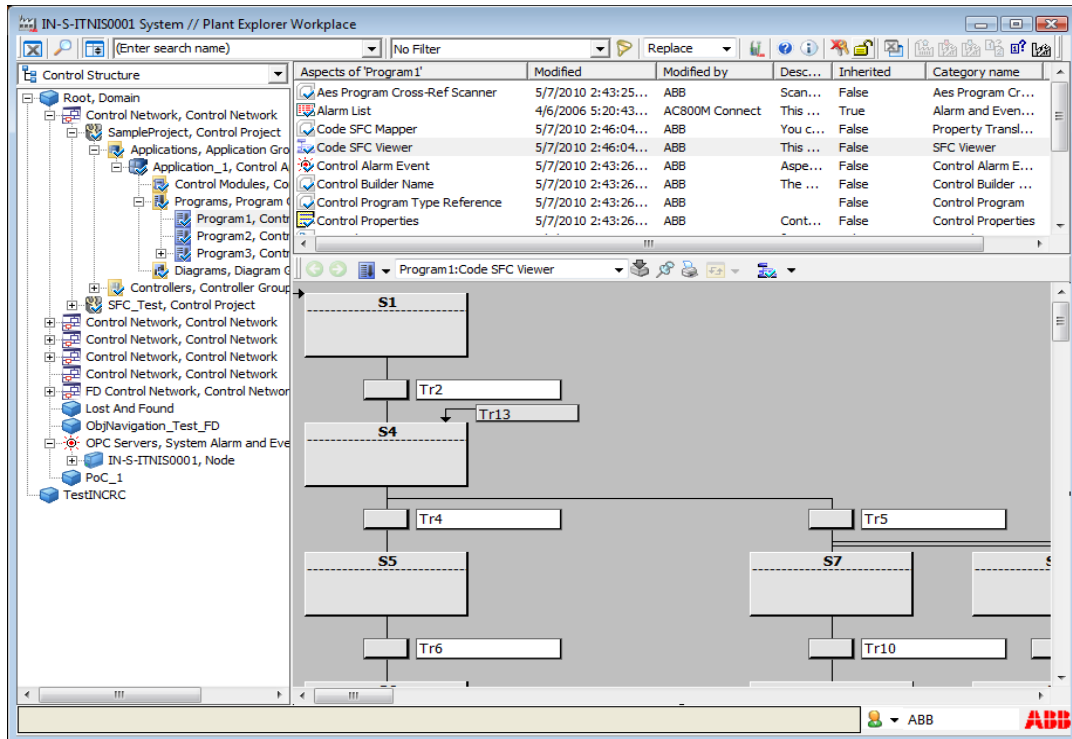 IN-S-ITNIS0001 System // Plant Explorer Workplace
(Enter search name) No Filter Replace
Control Structure
Root, Domain
Control Network, Control Network
SampleProject, Control Project
Applications, Application Gro
Application_1, Control A
Control Modules, Co
Programs, Program
Program1, Contr
Program2, Contr
Program3, Contr
Diagrams, Diagram G
Controllers, Controller Group
SFC_Test, Control Project
Control Network, Control Network
Control Network, Control Network
Control Network, Control Network
Control Network, Control Network
FD Control Network, Control Networ
Lost And Found
ObjNavigation_Test_FD
OPC Servers, System Alarm and Eve
IN-S-ITNIS0001, Node
PoC_1
TestINCRC
Aspects of 'Program1' Modified Modified by Desc... Inherited Category name
Aes Program Cross-Ref Scanner 5/7/2010 2:43:25... ABB Scan... False Aes Program Cr...
Alarm List 4/6/2006 5:20:43... AC800M Connect This ... True Alarm and Even...
Code SFC Mapper 5/7/2010 2:46:04... ABB You c... False Property Transl...
Code SFC Viewer 5/7/2010 2:46:04... ABB This ... False SFC Viewer
Control Alarm Event 5/7/2010 2:43:26... ABB Aspe... False Control Alarm E...
Control Builder Name 5/7/2010 2:43:26... ABB The ... False Control Builder ...
Control Program Type Reference 5/7/2010 2:43:26... ABB False Control Program
Control Properties 5/7/2010 2:43:26... ABB Cont... False Control Properties
Program1:Code SFC Viewer
S1
Tr2
Tr13
S4
Tr4 Tr5
S5 S7
Tr6 Tr10
ABB ABB